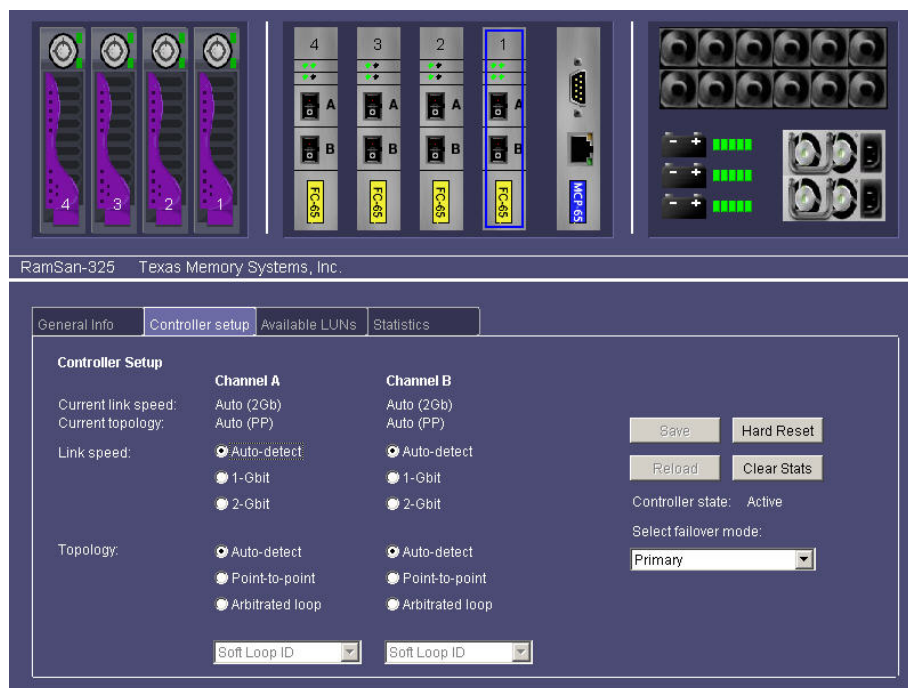 4 3 2 1
4 3 2 1
A A A A
B B B B
FC-65 FC-65 FC-65 FC-65 MCP-65
RamSan-325 Texas Memory Systems, Inc.
General Info Controller setup Available LUNs Statistics
Controller Setup
Channel A Channel B
Current link speed: Auto (2Gb) Auto (2Gb)
Current topology: Auto (PP) Auto (PP)
Link speed: Auto-detect Auto-detect
1-Gbit 1-Gbit
2-Gbit 2-Gbit
Topology: Auto-detect Auto-detect
Point-to-point Point-to-point
Arbitrated loop Arbitrated loop
Soft Loop ID Soft Loop ID
Save Hard Reset
Reload Clear Stats
Controller state: Active
Select failover mode:
Primary